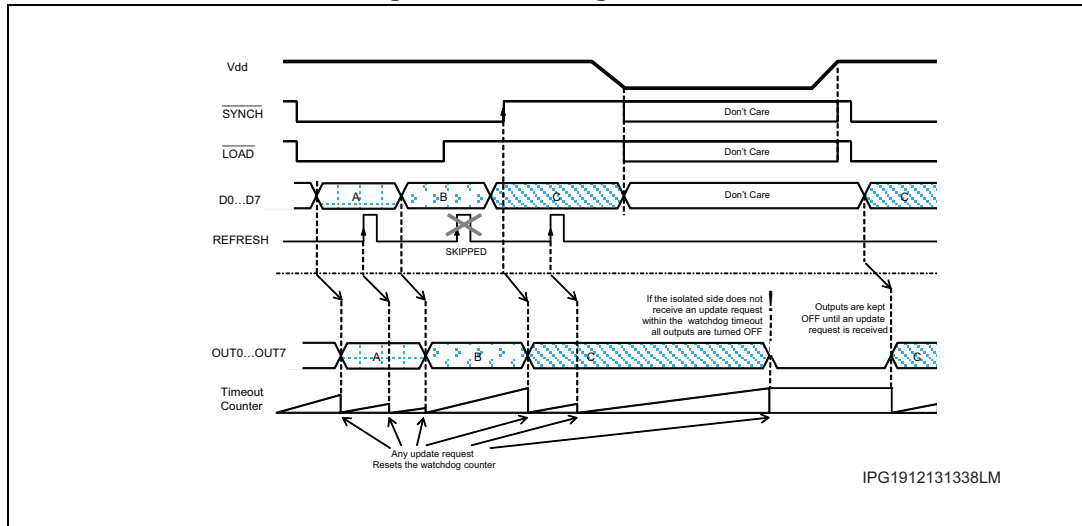 Vdd
SYNCH
Don't Care
LOAD
Don't Care
D0...D7
A
B
C
Don't Care
C
REFRESH
SKIPPED
If the isolated side does not
receive an update request
within the watchdog timeout
all outputs are turned OFF
Outputs are kept
OFF until an update
request is received
OUT0...OUT7
A
B
C
C
Timeout
Counter
Any update request
Resets the watchdog counter
IPG1912131338LM